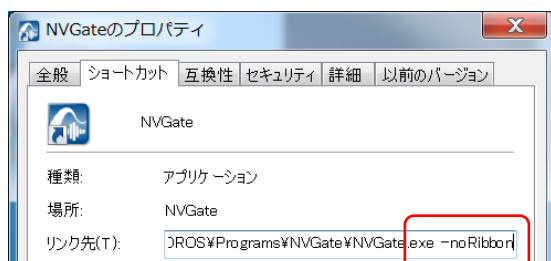 NVGateのプロパティ
X
全般 ショートカット 互換性 セキュリティ 詳細 以前のバージョン
NVGate
種類: アプリケーション
場所: NVGate
リンク先(T): OROS¥Programs¥NVGate¥NVGate.exe -noRibbon